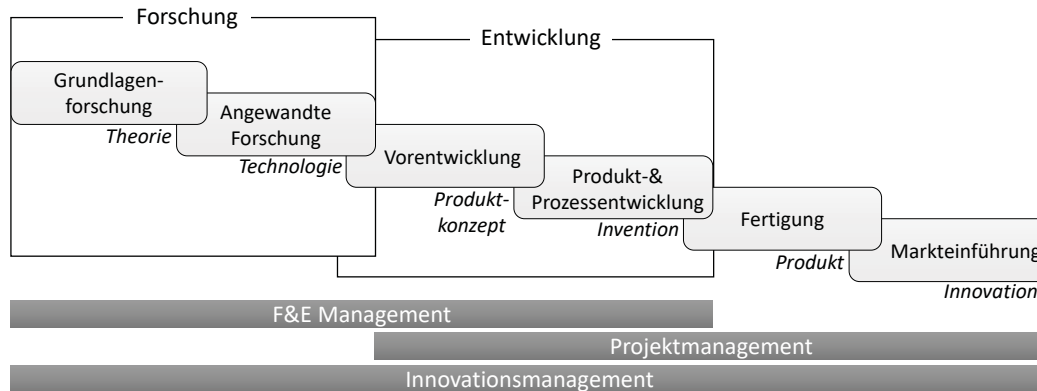 Forschung
Entwicklung
Grundlagen-
forschung
Theorie
Angewandte
Forschung
Technologie
Vorentwicklung
Produkt-
konzept
Produkt-&
Prozessentwicklung
Invention
Fertigung
Produkt
Markteinführung
Innovation
F&E Management
Projektmanagement
Innovationsmanagement